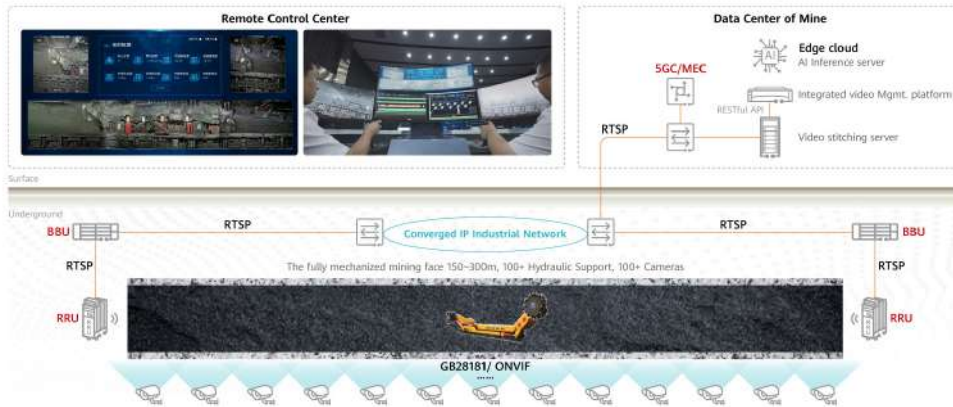 Remote Control Center
Data Center of Mine
Edge cloud
AI
AI Inference server
5GC/MEC
Integrated video Mgmt. platform
RESTful API
RTSP
Video stitching server
Surface
Underground
BBU
RTSP
Converged IP Industrial Network
RTSP
BBU
RTSP
RTSP
The fully mechanized mining face 150~300m, 100+ Hydraulic Support, 100+ Cameras
RRU
RRU
GB28181/ ONVIF
......